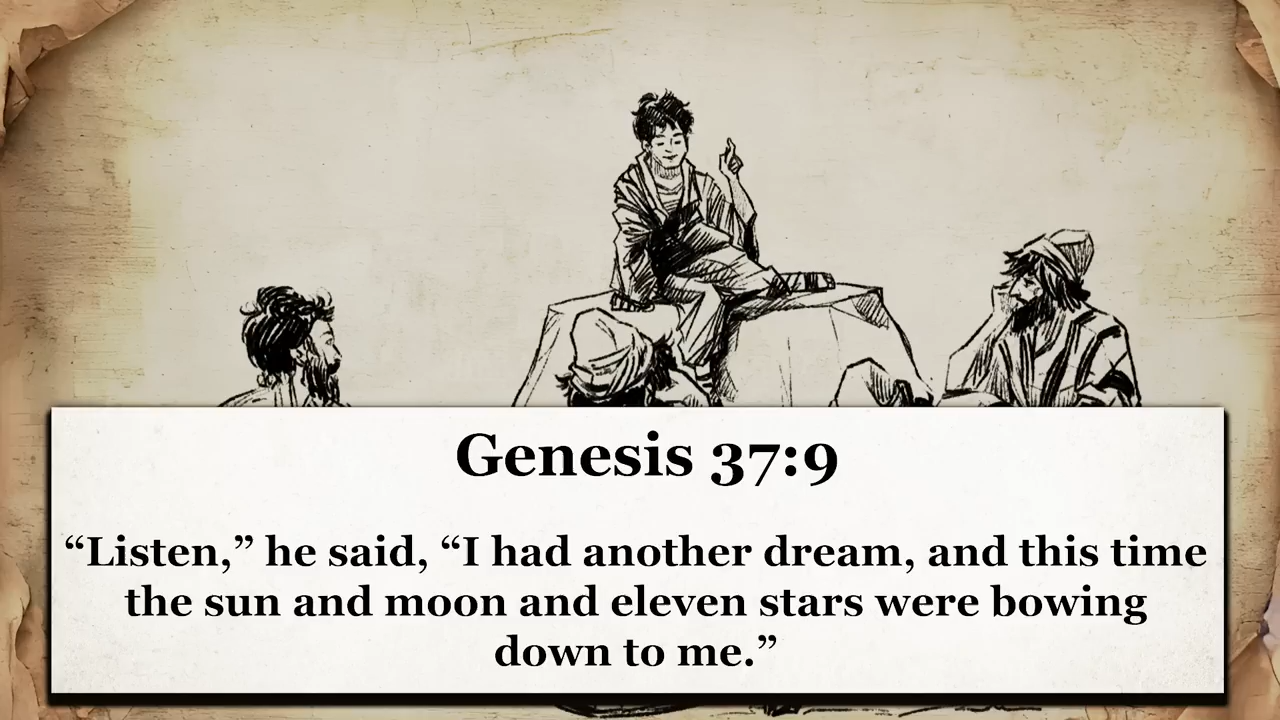 Genesis 37:9
“Listen,” he said, “I had another dream, and this time
the sun and moon and eleven stars were bowing
down to me.”